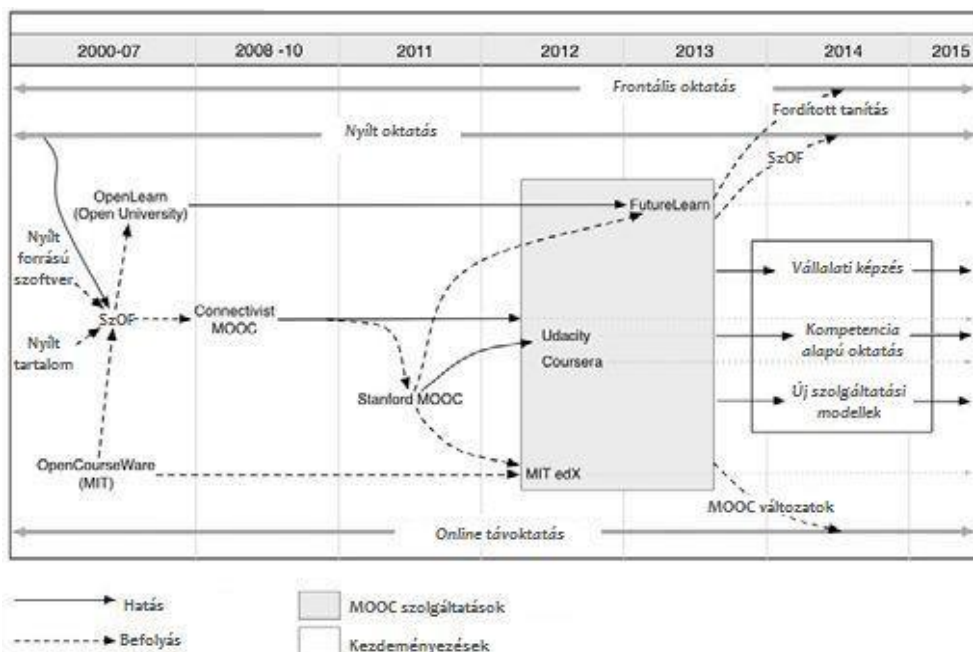 2000-07
2008 -10
2011
2012
2013
2014
2015
Frontális oktatás
Fordított tanítás
Nyílt oktatás
SzOF
OpenLearn
(Open University)
FutureLearn
Nyílt
forrású
szoftver
Vállalati képzés
SzOF
Connectivist
MOOC
Nyílt
tartalom
Udacity
Coursera
Kompetencia
alapú oktatás
Stanford MOOC
Új szolgáltatási
modellek
OpenCourseWare
(MIT)
MIT edX
MOOC változatok
Online távoktatás
Hatás
MOOC szolgáltatások
Befolyás
Kezdeményezések